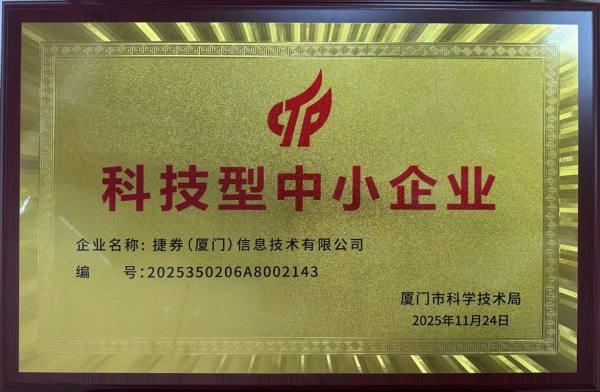 CTP
科技型中小企业
企业名称: 捷券(厦门)信息技术有限公司
编 号:2025350206A8002143
厦门市科学技术局
2025年11月24日